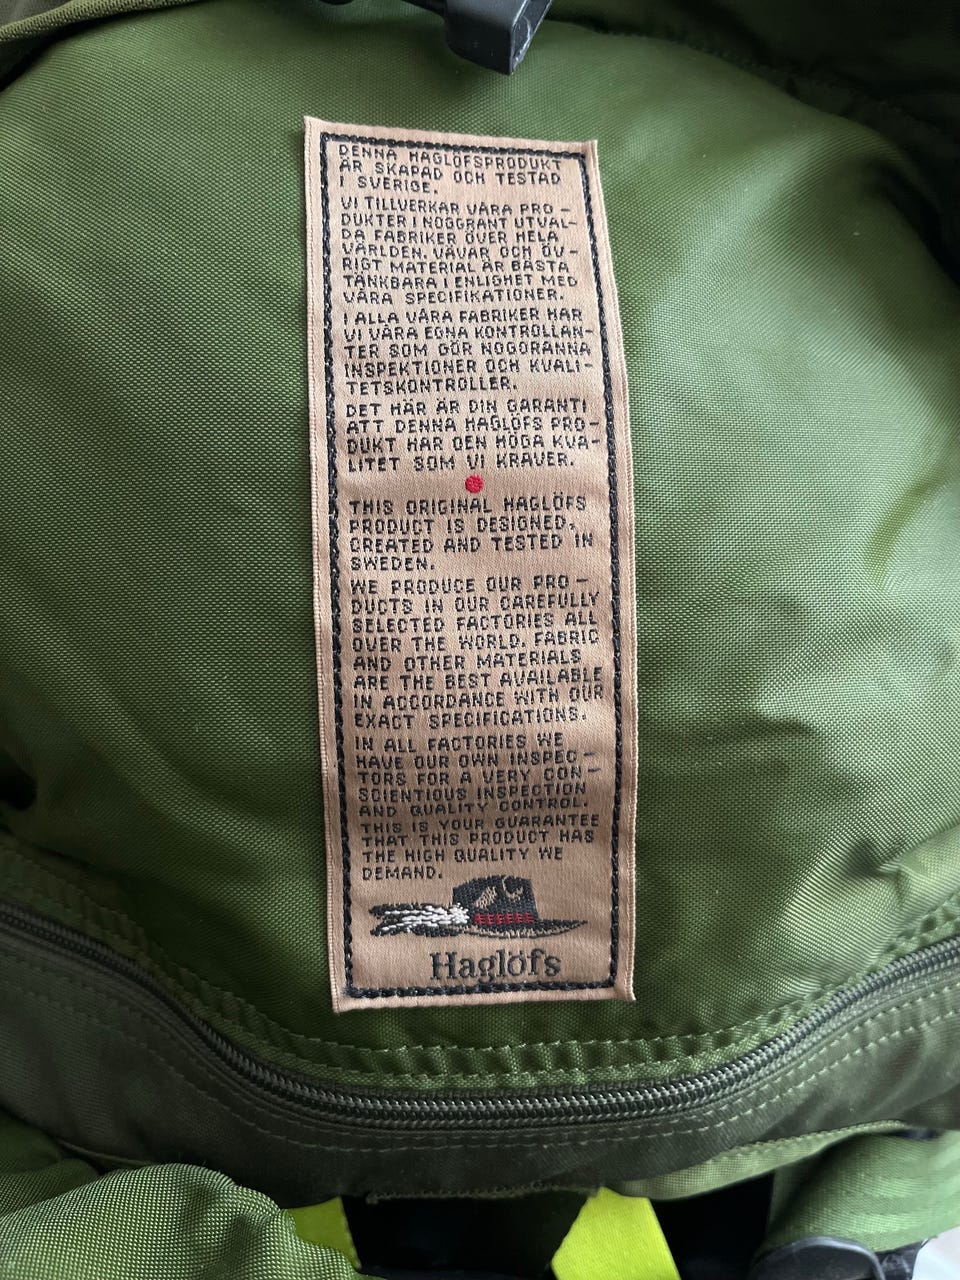 DENNA HAGLÖFSPRODUKT
ÄR SKAPAD OCH TESTAD
I SVERIGE.
VI TILLVERKAR VÅRA PRO-
DUKTER I NOGGRANT UTVAL-
DA FABRIKER ÖVER HELA
VÄRLDEN. VÄVAR OCH ÖV-
RIGT MATERIAL ÄR BÄSTA
TÄNKBARA I ENLIGHET MED
VÅRA SPECIFIKATIONER.
I ALLA VÅRA FABRIKER HAR
VI VÅRA EGNA KONTROLLAN-
TER SOM GÖR NOGGRANNA
INSPEKTIONER OCH KVALI-
TETSKONTROLLER.
DET HÄR ÄR DIN GARANTI
ATT DENNA HAGLÖFS PRO-
DUKT HAR DEN HÖGA KVA-
LITET SOM VI KRÄVER.
THIS ORIGINAL HAGLÖFS
PRODUCT IS DESIGNED,
CREATED AND TESTED IN
SWEDEN.
WE PRODUCE OUR PRO-
DUCTS IN OUR CAREFULLY
SELECTED FACTORIES ALL
OVER THE WORLD. FABRIC
AND OTHER MATERIALS
ARE THE BEST AVAILABLE
IN ACCORDANCE WITH OUR
EXACT SPECIFICATIONS.
IN ALL FACTORIES WE
HAVE OUR OWN INSPEC-
TORS FOR A VERY CON-
SCIENTIOUS INSPECTION
AND QUALITY CONTROL.
THIS IS YOUR GUARANTEE
THAT THIS PRODUCT HAS
THE HIGH QUALITY WE
DEMAND.
Haglöfs